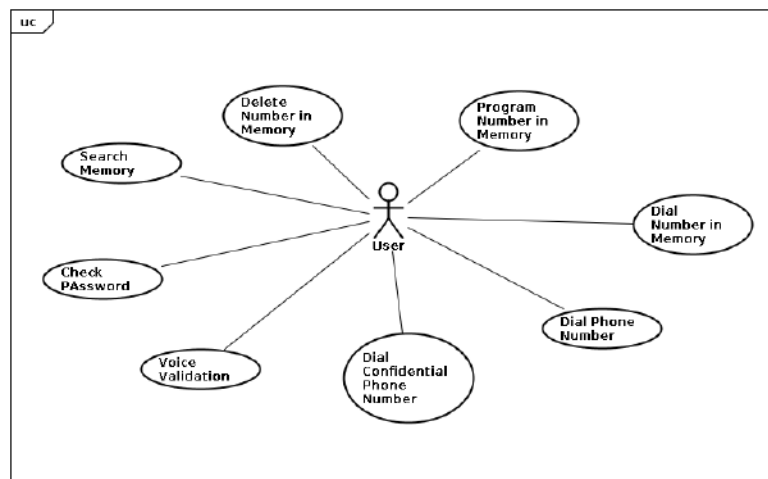 uc
Delete
Number in
Memory
Program
Number in
Memory
Search
Memory
User
Dial
Number in
Memory
Check
PAssword
Dial Phone
Number
Voice
Validation
Dial
Confidential
Phone
Number